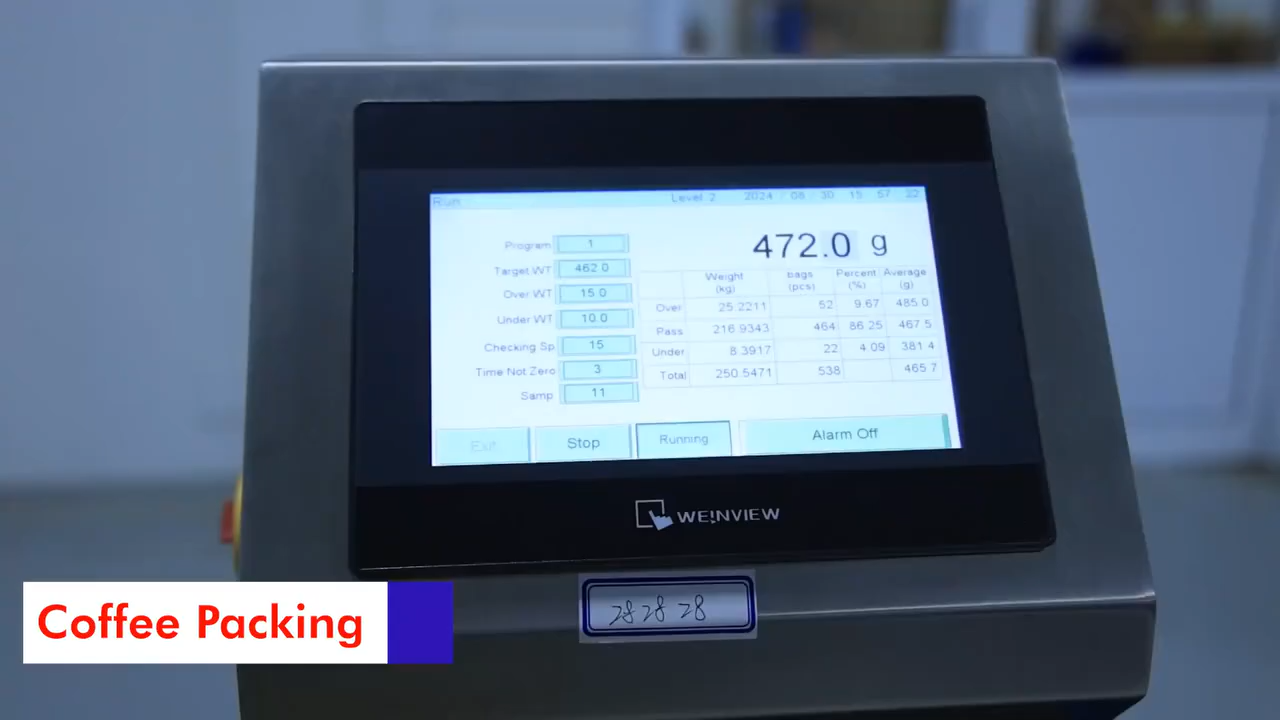 Run Level 2 2024 / 08 / 30 15 57 22
Program 1
472.0 g
Target WT 462.0
Over WT 15.0
Under WT 10.0
Checking Sp 15
Time Not Zero 3
Samp 11
Weight (kg) bags (pcs) Percent (%) Average (g)
Over 25.2211 52 9.67 485.0
Pass 216.9343 464 86.25 467.5
Under 8.3917 22 4.09 381.4
Total 250.5471 538 465.7
Exit Stop Running Alarm Off
WE!NVIEW
282828
Coffee Packing